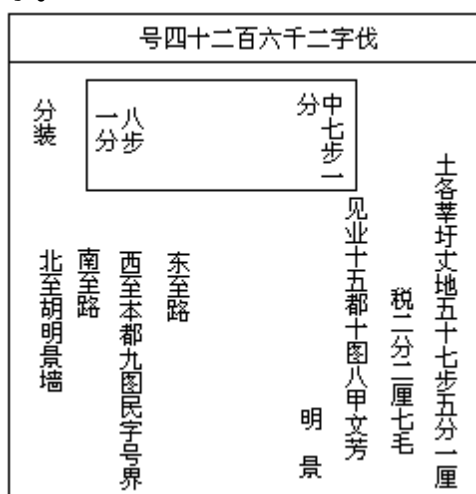 伐字二千六百二十四号
土各莘圩丈地五十七步五分一厘
税二分二厘七毛
见业十五都十图八甲文芳
明景
中七步一
分
八步
一分
分装
东至路
西至本都九图民字号界
南至路
北至胡明景墙